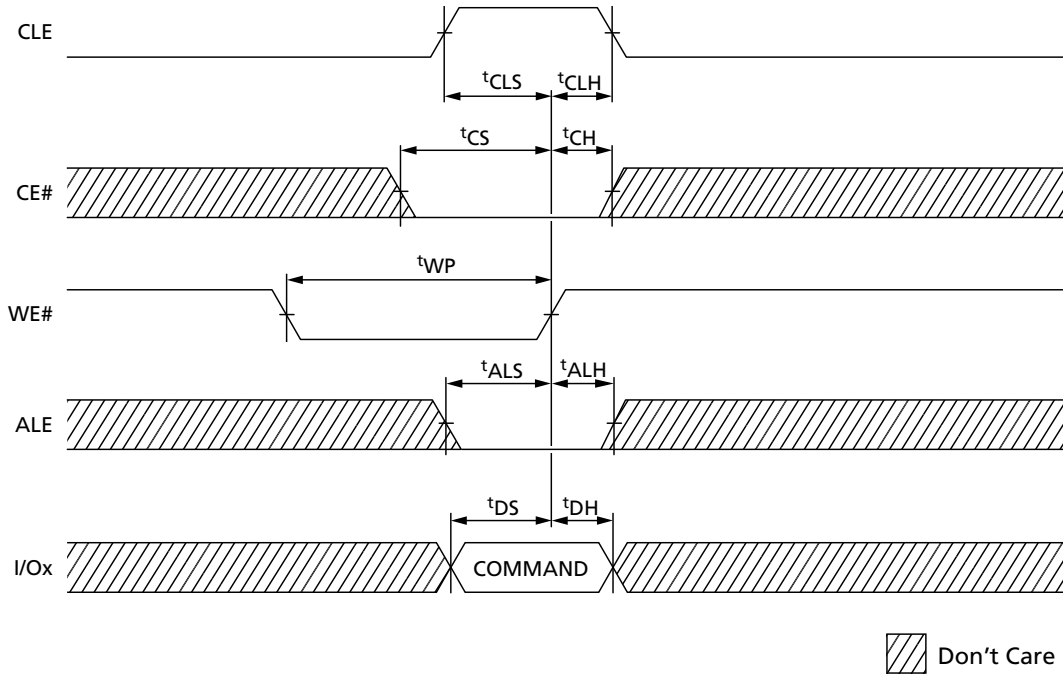 CLE
tCLS
tCLH
tCS
tCH
CE#
tWP
WE#
tALS
tALH
ALE
tDS
tDH
I/Ox
COMMAND
Don't Care